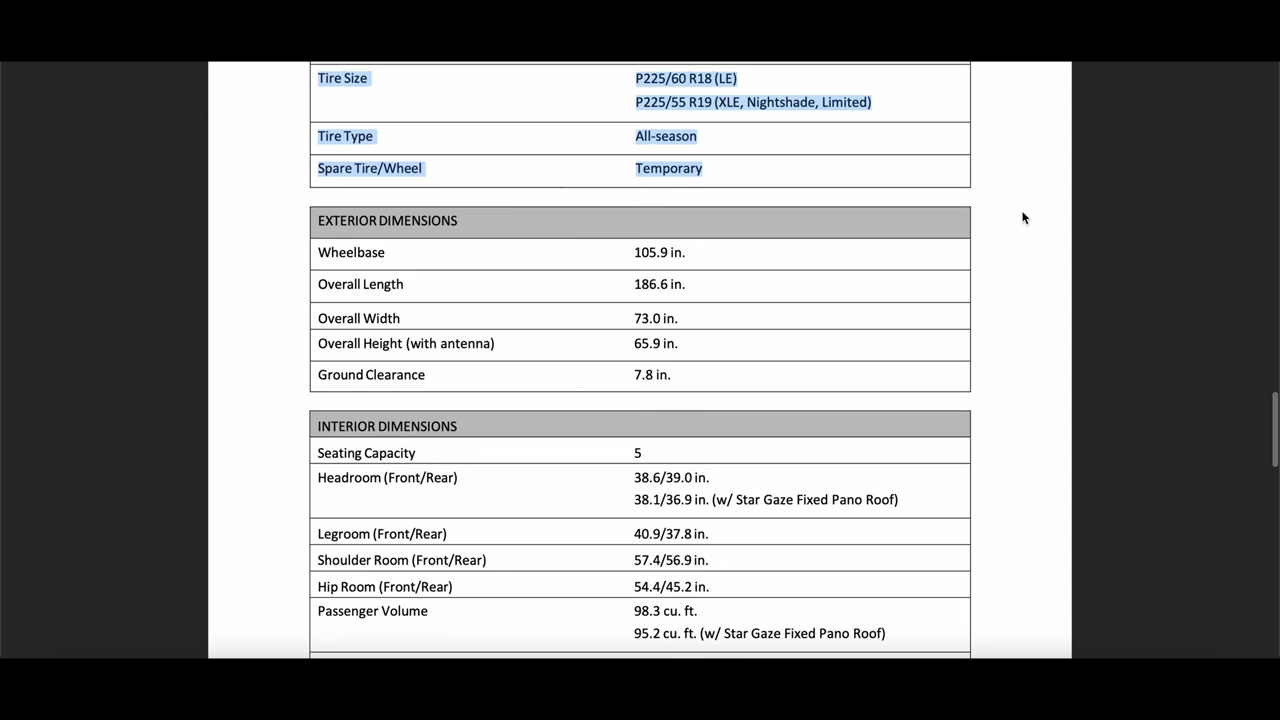 Tire Size P225/60 R18 (LE)
P225/55 R19 (XLE, Nightshade, Limited)
Tire Type All-season
Spare Tire/Wheel Temporary
EXTERIOR DIMENSIONS
Wheelbase 105.9 in.
Overall Length 186.6 in.
Overall Width 73.0 in.
Overall Height (with antenna) 65.9 in.
Ground Clearance 7.8 in.
INTERIOR DIMENSIONS
Seating Capacity 5
Headroom (Front/Rear) 38.6/39.0 in.
38.1/36.9 in. (w/ Star Gaze Fixed Pano Roof)
Legroom (Front/Rear) 40.9/37.8 in.
Shoulder Room (Front/Rear) 57.4/56.9 in.
Hip Room (Front/Rear) 54.4/45.2 in.
Passenger Volume 98.3 cu. ft.
95.2 cu. ft. (w/ Star Gaze Fixed Pano Roof)